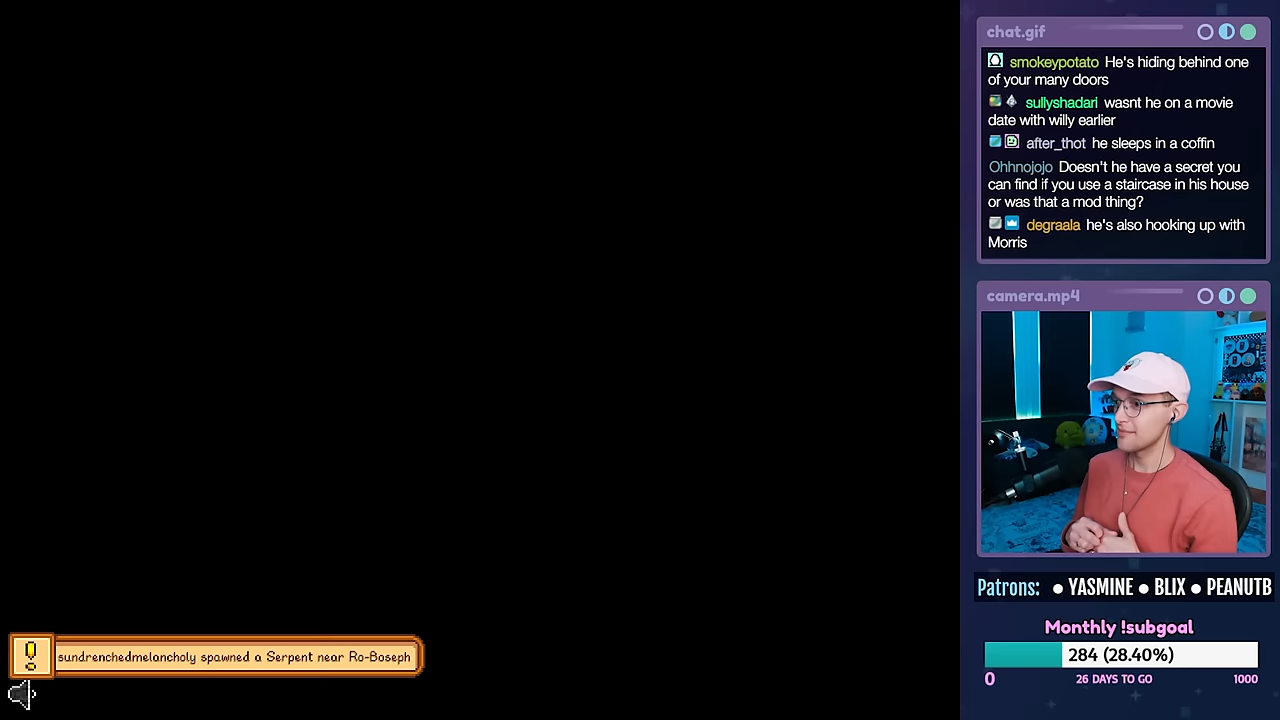 chat.gif
smokeypotato He's hiding behind one
of your many doors
sullyshadari wasnt he on a movie
date with willy earlier
after_thot he sleeps in a coffin
Ohhnojojo Doesn't he have a secret you
can find if you use a staircase in his house
or was that a mod thing?
degraala he's also hooking up with
Morris
camera.mp4
Patrons: ● YASMINE ● BLIX ● PEANUTB
Monthly !subgoal
284 (28.40%)
0 26 DAYS TO GO 1000
sundrenchedmelancholy spawned a Serpent near Ro-Boseph